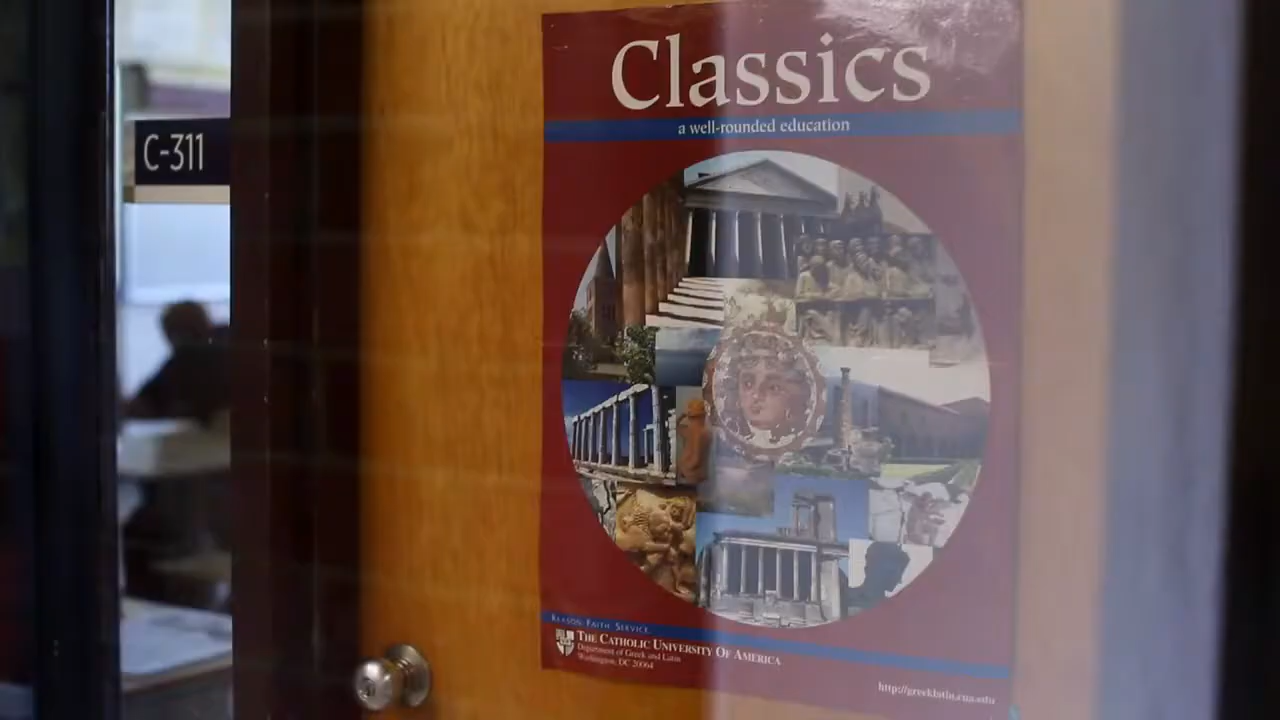 C-311
Classics
a well-rounded education
REASON. FAITH. SERVICE.
THE CATHOLIC UNIVERSITY OF AMERICA
Department of Greek and Latin
Washington, DC 20064
http://greeklatin.cua.edu